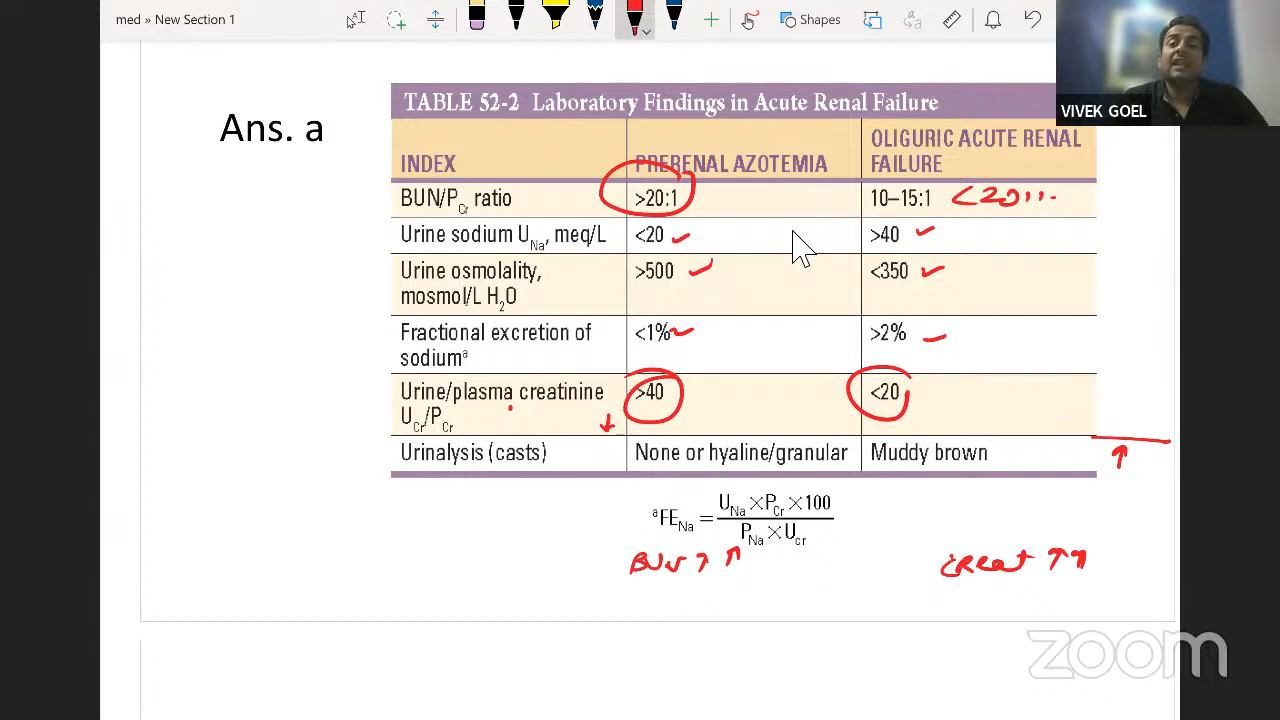 med » New Section 1
Shapes
VIVEK GOEL
Ans. a
TABLE 52-2 Laboratory Findings in Acute Renal Failure
INDEX
PRERENAL AZOTEMIA
OLIGURIC ACUTE RENAL
FAILURE
BUN/PCr ratio
>20:1
10–15:1
<20
Urine sodium UNa, meq/L
<20
>40
Urine osmolality,
mosmol/L H2O
>500
<350
Fractional excretion of
sodiumᵃ
<1%
>2%
Urine/plasma creatinine
UCr/PCr
>40
<20
Urinalysis (casts)
None or hyaline/granular
Muddy brown
ᵃFENa = UNa × PCr × 100
PNa × Ucr
BUN ↑ ↑
creat ↑↑
zoom